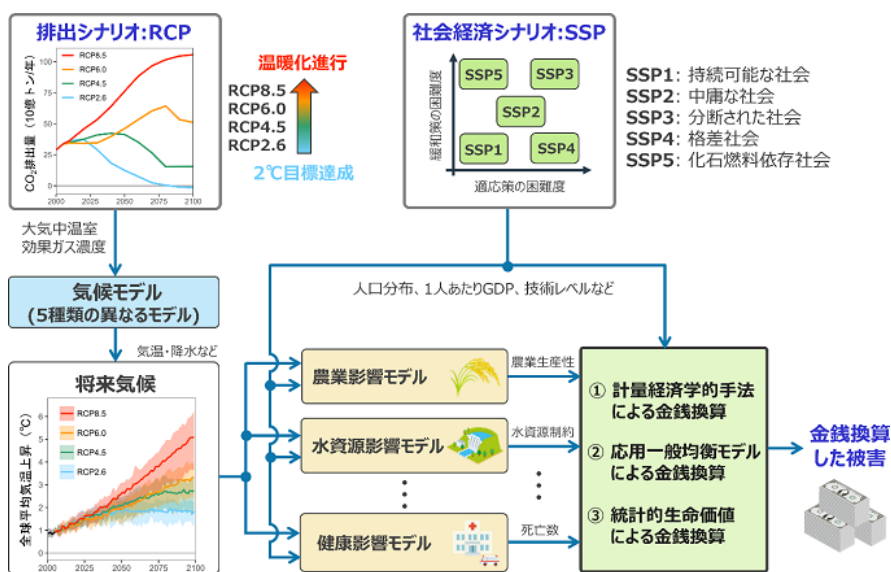 排出シナリオ:RCP
CO₂排出量（10億トン/年）
100
75
50
25
0
RCP8.5
RCP6.0
RCP4.5
RCP2.6
2000
2025
2050
2075
2100
温暖化進行
RCP8.5
RCP6.0
RCP4.5
RCP2.6
2℃目標達成
社会経済シナリオ:SSP
緩和策の困難度
SSP5
SSP3
SSP2
SSP1
SSP4
適応策の困難度
SSP1: 持続可能な社会
SSP2: 中庸な社会
SSP3: 分断された社会
SSP4: 格差社会
SSP5: 化石燃料依存社会
大気中温室
効果ガス濃度
気候モデル
(5種類の異なるモデル)
気温・降水など
人口分布、1人あたりGDP、技術レベルなど
将来気候
全球平均気温上昇（℃）
6
5
4
3
2
1
0
RCP8.5
RCP6.0
RCP4.5
RCP2.6
2000
2025
2050
2075
2100
農業影響モデル
農業生産性
水資源影響モデル
水資源制約
健康影響モデル
死亡数
① 計量経済学的手法
による金銭換算
② 応用一般均衡モデル
による金銭換算
③ 統計的生命価値
による金銭換算
金銭換算
した被害